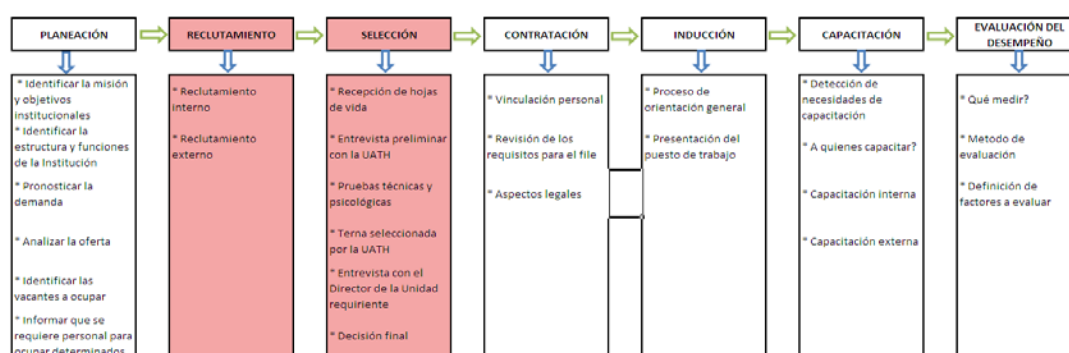 PLANEACIÓN
RECLUTAMIENTO
SELECCIÓN
CONTRATACIÓN
INDUCCIÓN
CAPACITACIÓN
EVALUACIÓN DEL
DESEMPEÑO
* Identificar la misión
y objetivos
institucionales
* Identificar la
estructura y funciones
de la Institución
* Pronosticar la
demanda
* Analizar la oferta
* Identificar las
vacantes a ocupar
* Informar que se
requiere personal para
ocupar determinados
* Reclutamiento
interno
* Reclutamiento
externo
* Recepción de hojas
de vida
* Entrevista preliminar
con la UATH
* Pruebas técnicas y
psicológicas
* Terna seleccionada
por la UATH
* Entrevista con el
Director de la Unidad
requiriente
* Decisión final
* Vinculación personal
* Revisión de los
requisitos para el file
* Aspectos legales
* Proceso de
orientación general
* Presentación del
puesto de trabajo
* Detección de
necesidades de
capacitación
* A quienes capacitar?
* Capacitación interna
* Capacitación externa
* Qué medir?
* Metodo de
evaluación
* Definición de
factores a evaluar